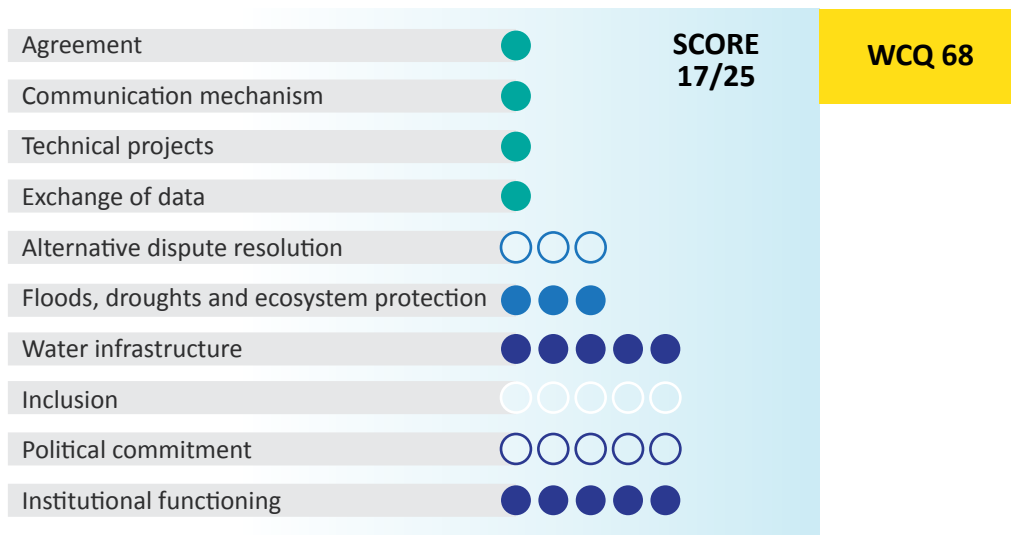 Agreement
SCORE
17/25
WCQ 68
Communication mechanism
Technical projects
Exchange of data
Alternative dispute resolution
Floods, droughts and ecosystem protection
Water infrastructure
Inclusion
Political commitment
Institutional functioning